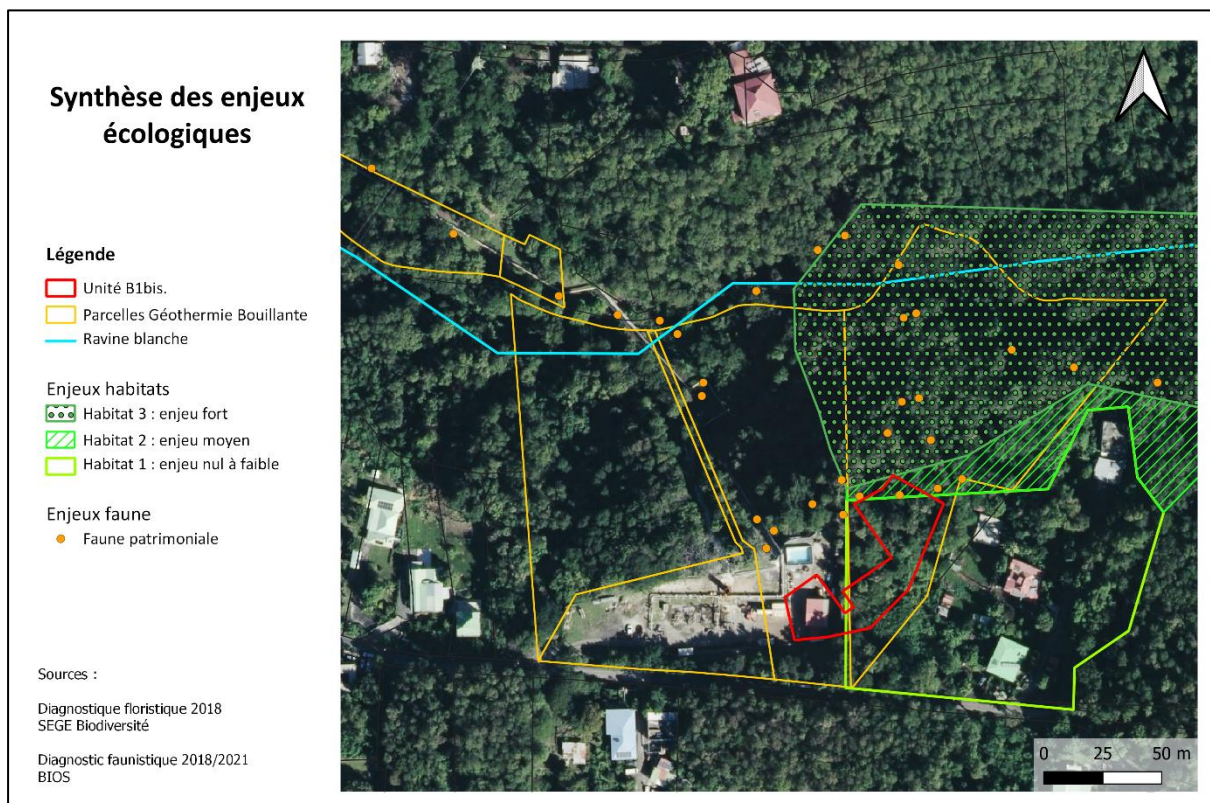 Synthèse des enjeux
écologiques
Légende
Unité B1bis.
Parcelles Géothermie Bouillante
Ravine blanche
Enjeux habitats
Habitat 3 : enjeu fort
Habitat 2 : enjeu moyen
Habitat 1 : enjeu nul à faible
Enjeux faune
Faune patrimoniale
Sources :
Diagnostique floristique 2018
SEGE Biodiversité
Diagnostic faunistique 2018/2021
BIOS
0 25 50 m